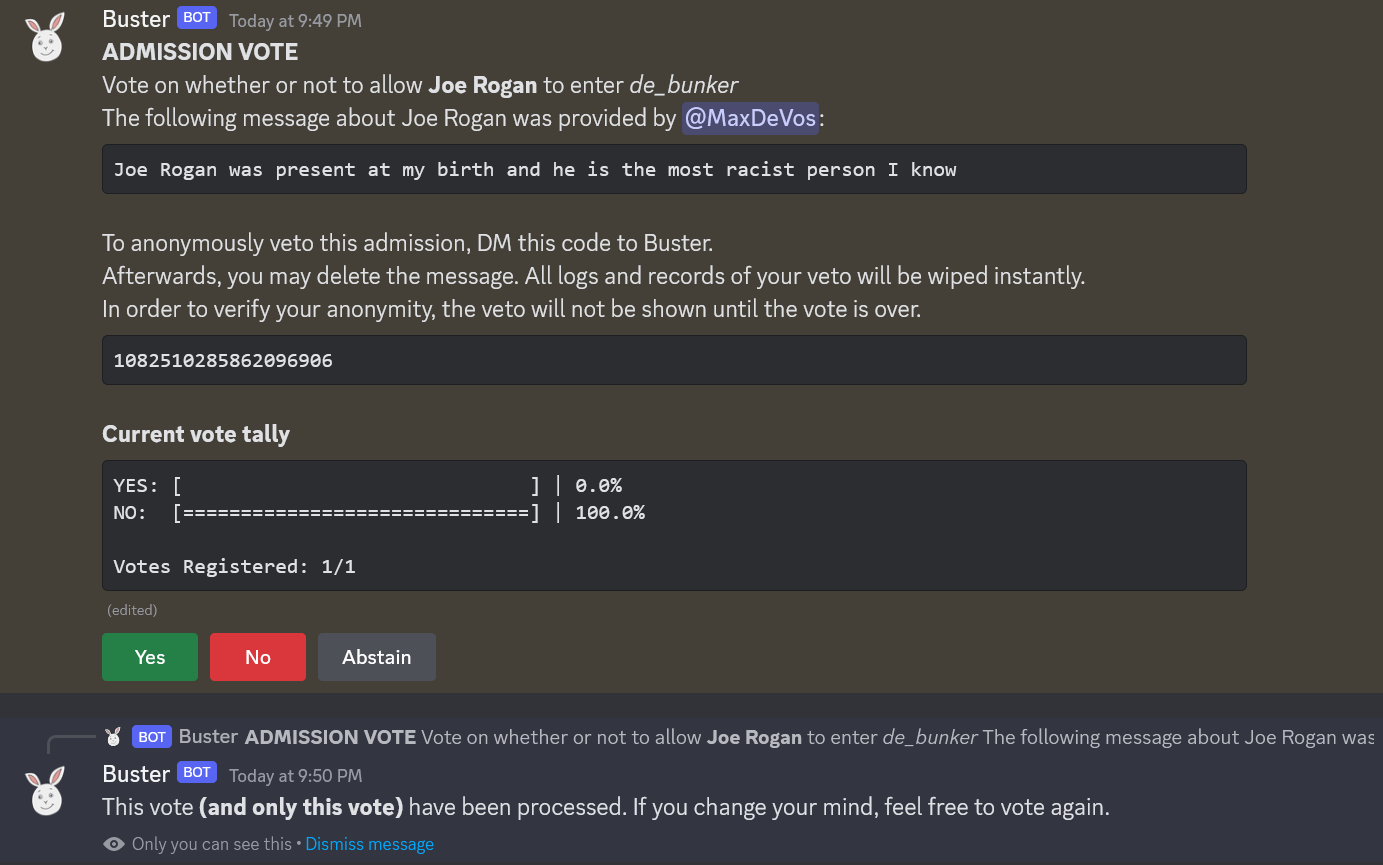 Buster BOT Today at 9:49 PM
ADMISSION VOTE
Vote on whether or not to allow Joe Rogan to enter de_bunker
The following message about Joe Rogan was provided by @MaxDeVos:
Joe Rogan was present at my birth and he is the most racist person I know
To anonymously veto this admission, DM this code to Buster.
Afterwards, you may delete the message. All logs and records of your veto will be wiped instantly.
In order to verify your anonymity, the veto will not be shown until the vote is over.
1082510285862096906
Current vote tally
YES: [                              ] | 0.0%
NO:  [==============================] | 100.0%
Votes Registered: 1/1
(edited)
Yes No Abstain
BOT Buster ADMISSION VOTE Vote on whether or not to allow Joe Rogan to enter de_bunker The following message about Joe Rogan was
Buster BOT Today at 9:50 PM
This vote (and only this vote) have been processed. If you change your mind, feel free to vote again.
Only you can see this • Dismiss message